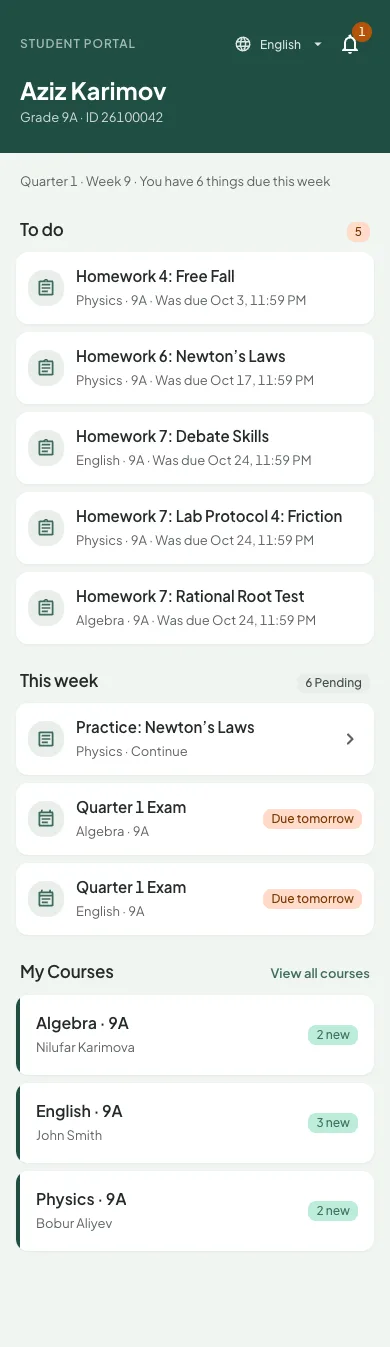 STUDENT PORTAL
English
1
Aziz Karimov
Grade 9A · ID 26100042
Quarter 1 · Week 9 · You have 6 things due this week
To do
5
Homework 4: Free Fall
Physics · 9A · Was due Oct 3, 11:59 PM
Homework 6: Newton’s Laws
Physics · 9A · Was due Oct 17, 11:59 PM
Homework 7: Debate Skills
English · 9A · Was due Oct 24, 11:59 PM
Homework 7: Lab Protocol 4: Friction
Physics · 9A · Was due Oct 24, 11:59 PM
Homework 7: Rational Root Test
Algebra · 9A · Was due Oct 24, 11:59 PM
This week
6 Pending
Practice: Newton’s Laws
Physics · Continue
Quarter 1 Exam
Algebra · 9A
Due tomorrow
Quarter 1 Exam
English · 9A
Due tomorrow
My Courses
View all courses
Algebra · 9A
Nilufar Karimova
2 new
English · 9A
John Smith
3 new
Physics · 9A
Bobur Aliyev
2 new